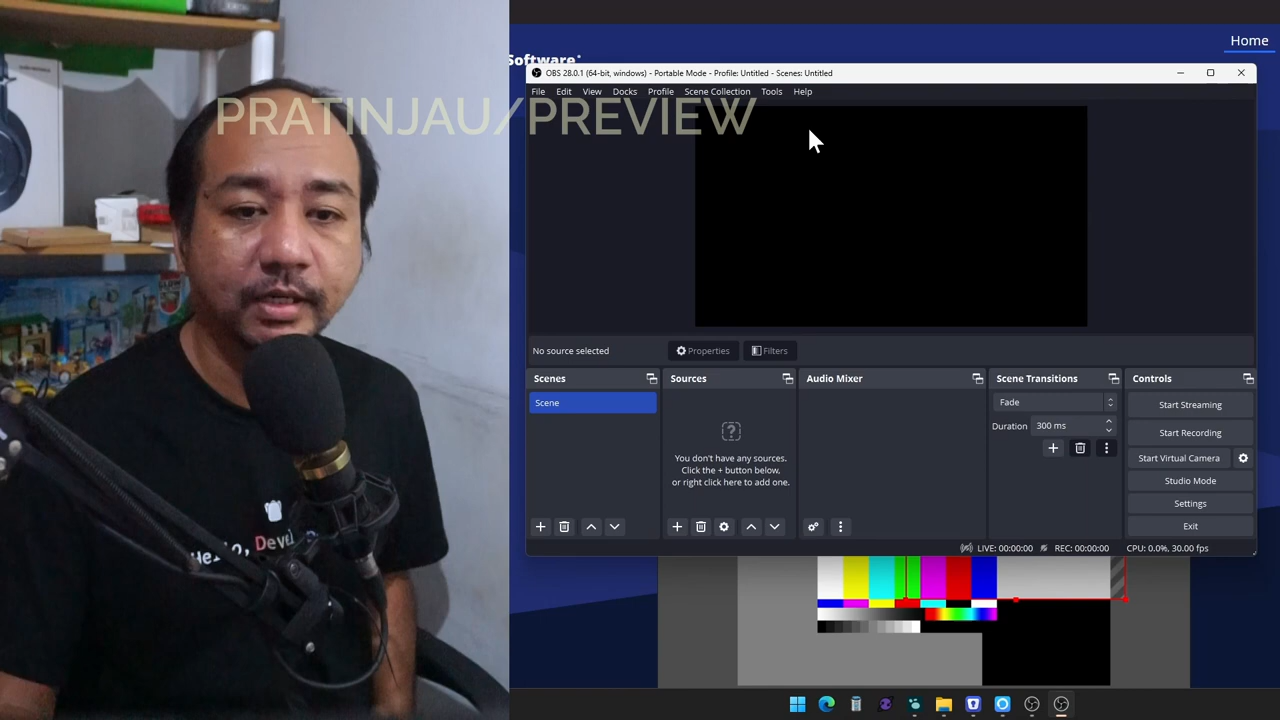 Home
Software
OBS 28.0.1 (64-bit, windows) - Portable Mode - Profile: Untitled - Scenes: Untitled
File Edit View Docks Profile Scene Collection Tools Help
PRATINJAU/PREVIEW
No source selected
Properties
Filters
Scenes
Scene
Sources
You don't have any sources.
Click the + button below,
or right click here to add one.
Audio Mixer
Scene Transitions
Fade
Duration 300 ms
Controls
Start Streaming
Start Recording
Start Virtual Camera
Studio Mode
Settings
Exit
LIVE: 00:00:00 REC: 00:00:00 CPU: 0.0%, 30.00 fps